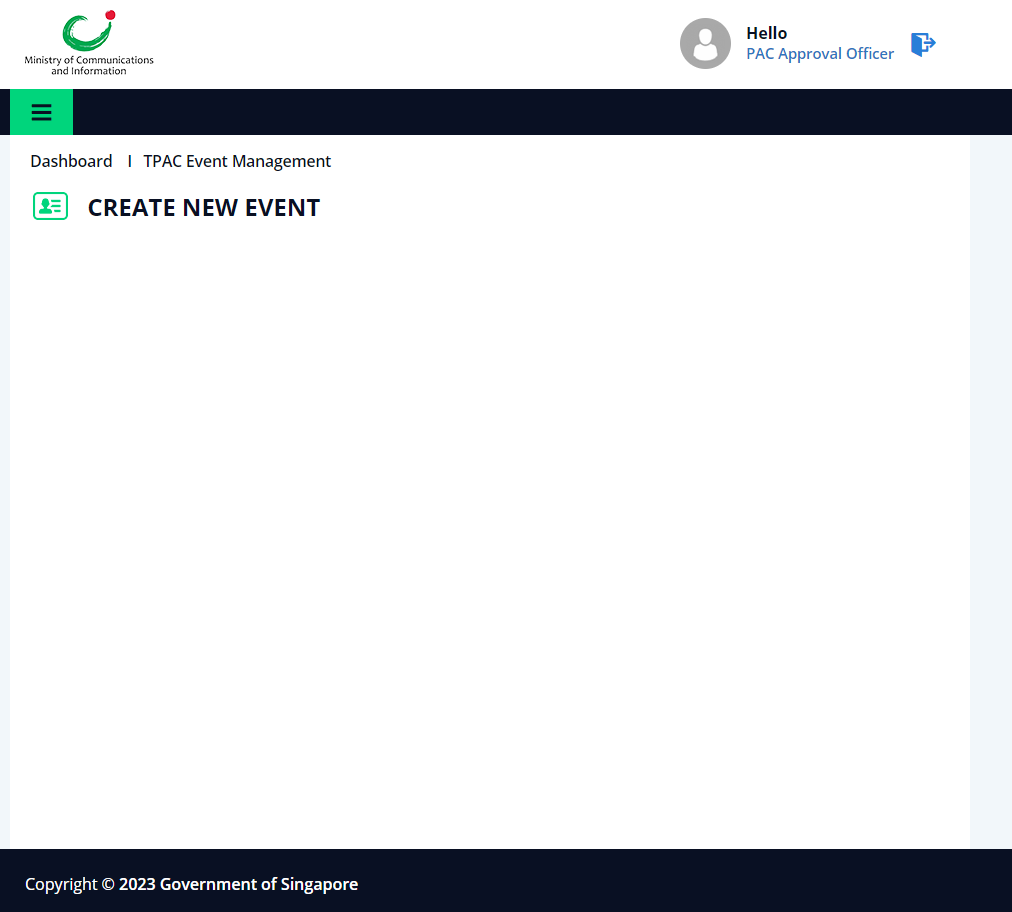 Ministry of Communications
and Information
Hello
PAC Approval Officer
Dashboard I TPAC Event Management
CREATE NEW EVENT
Copyright © 2023 Government of Singapore